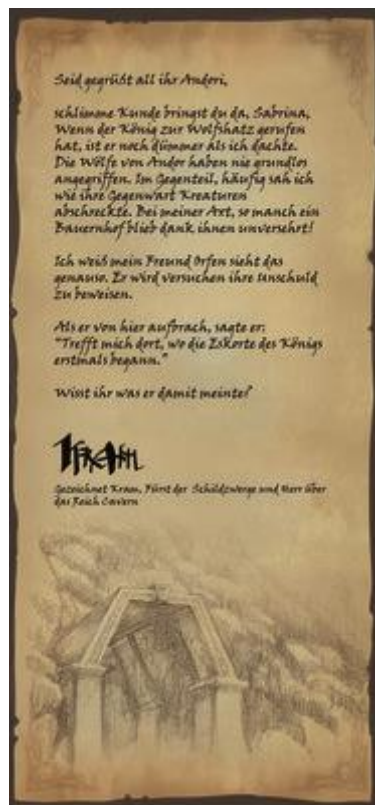 Seid gegrüßt all ihr Andori,
schlimme Kunde bringst du da, Sabrina,
Wenn der König zur Wolfshatz gerufen
hat, ist er noch dümmer als ich dachte.
Die Wölfe von Andor haben nie grundlos
angegriffen. Im Gegenteil, häufig sah ich
wie ihre Gegenwart Kreaturen
abschreckte. Bei meiner Axt, so manch ein
Bauernhof blieb dank ihnen unversehrt!
Ich weiß mein Freund Orfen sieht das
genauso. Er wird versuchen ihre Unschuld
zu beweisen.
Als er von hier aufbrach, sagte er:
"Trefft mich dort, wo die Eskorte des Königs
erstmals begann."
Wisst ihr was er damit meinte?
Kram
Gezeichnet Kram, Fürst der Schildzwerge und Herr über
das Reich Cavern